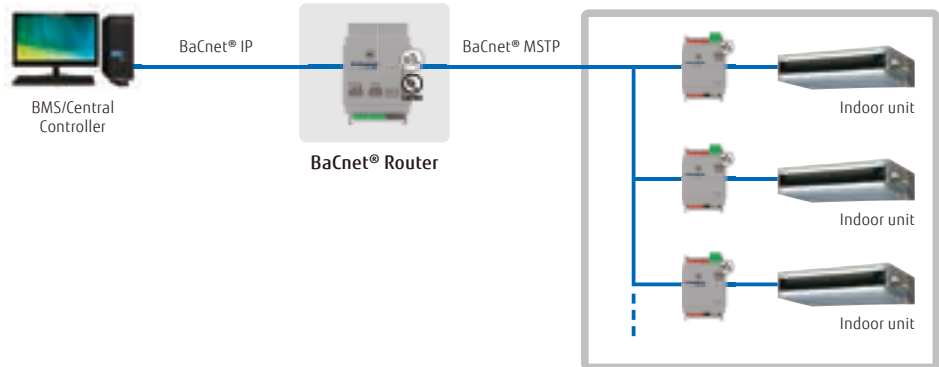 BaCnet® IP
BaCnet® MSTP
BMS/Central
Controller
BaCnet® Router
Indoor unit
Indoor unit
Indoor unit